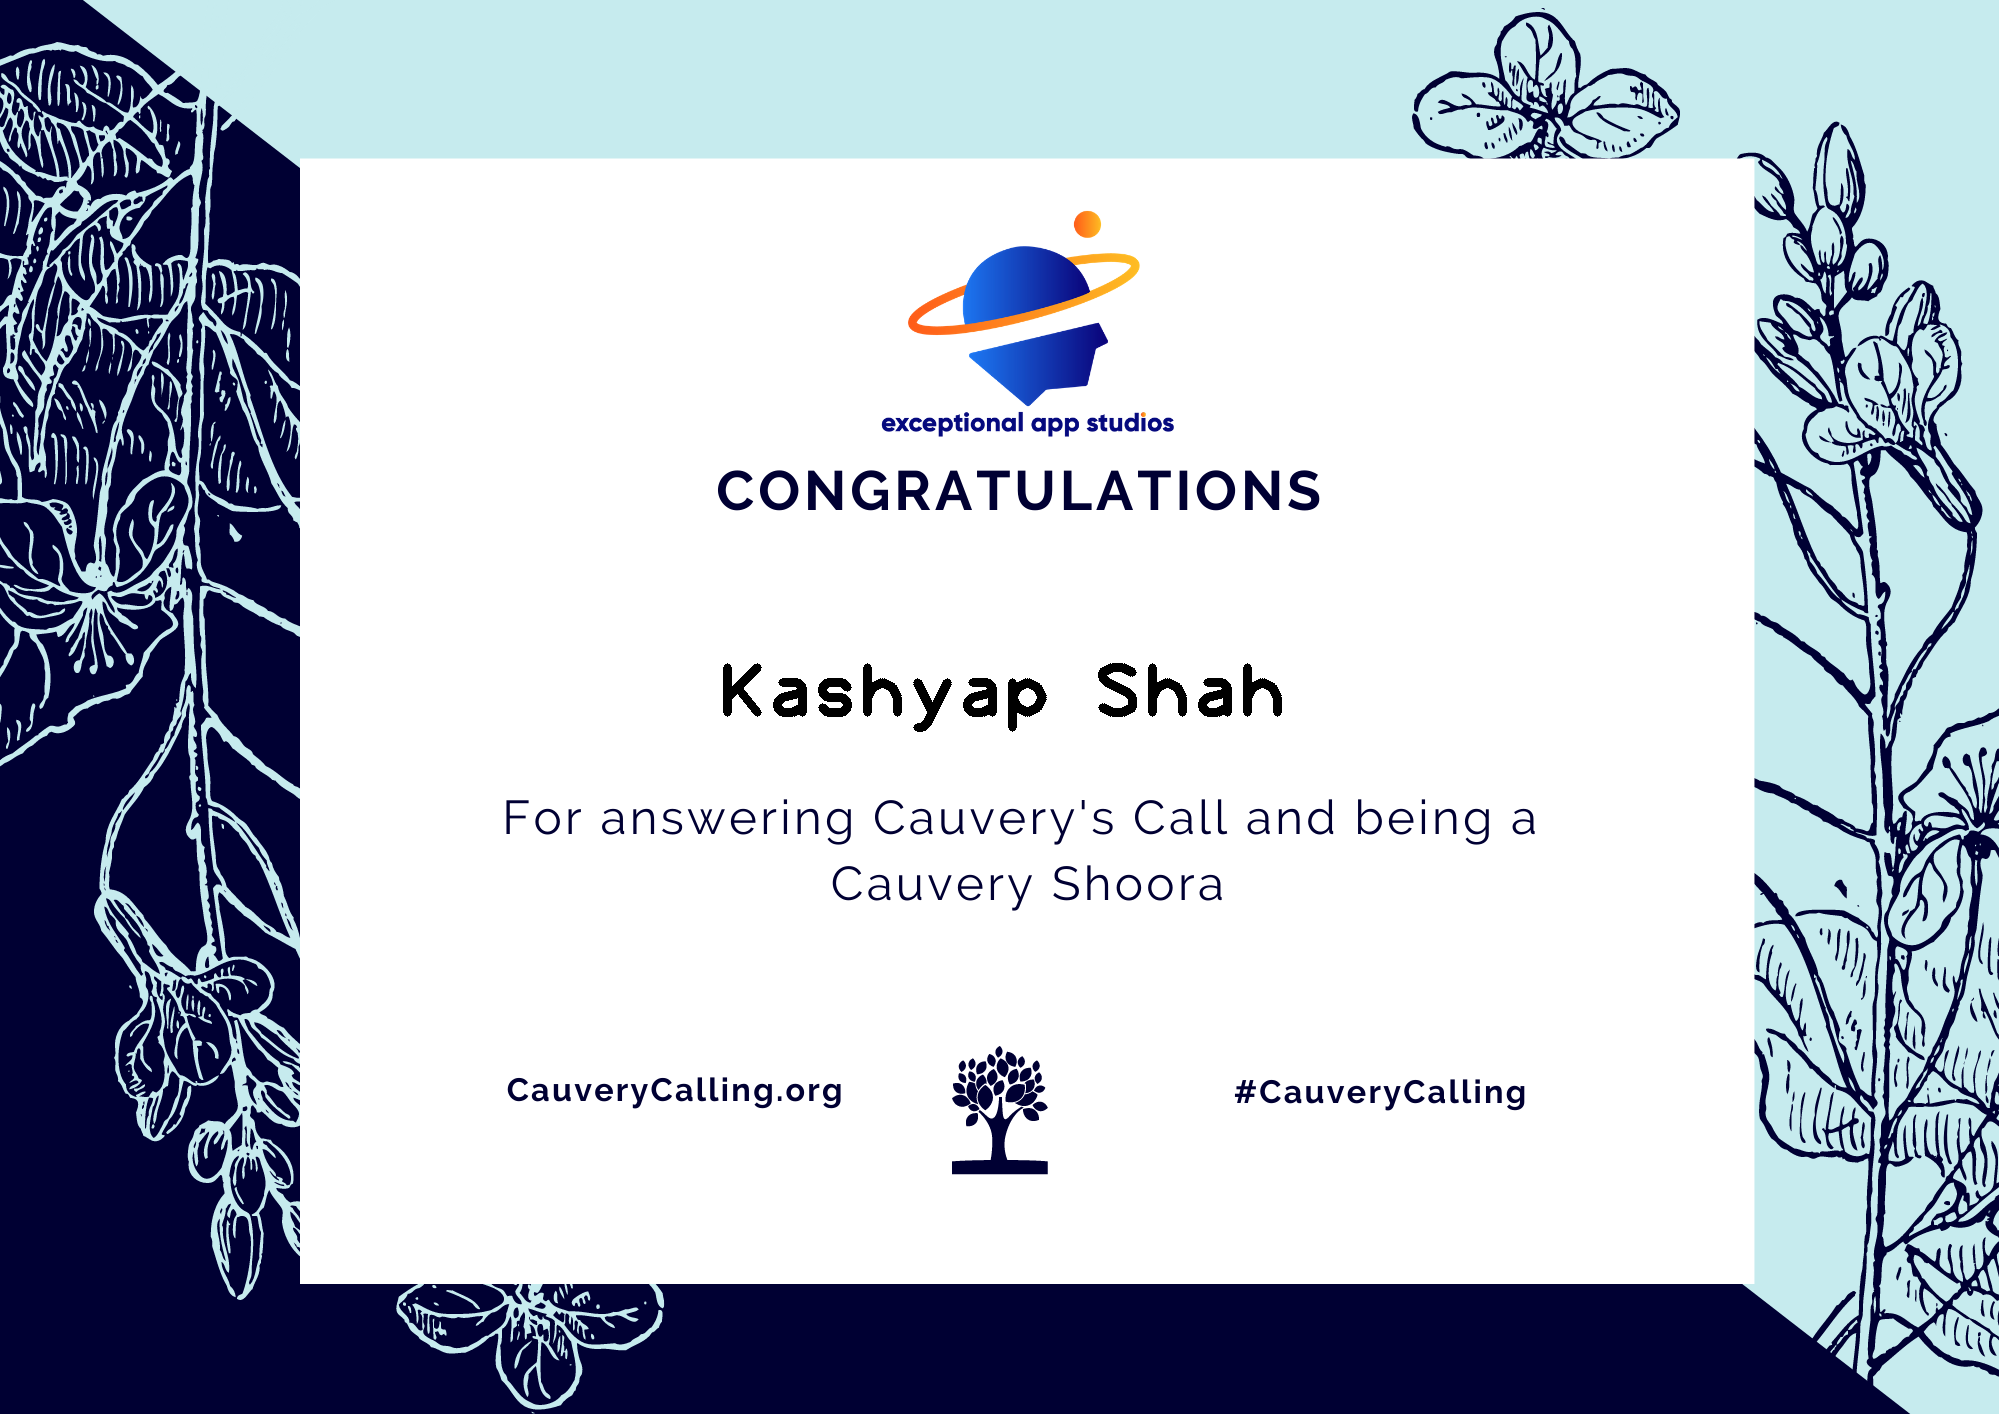 exceptional app studios
CONGRATULATIONS
Kashyap Shah
For answering Cauvery's Call and being a
Cauvery Shoora
CauveryCalling.org
#CauveryCalling